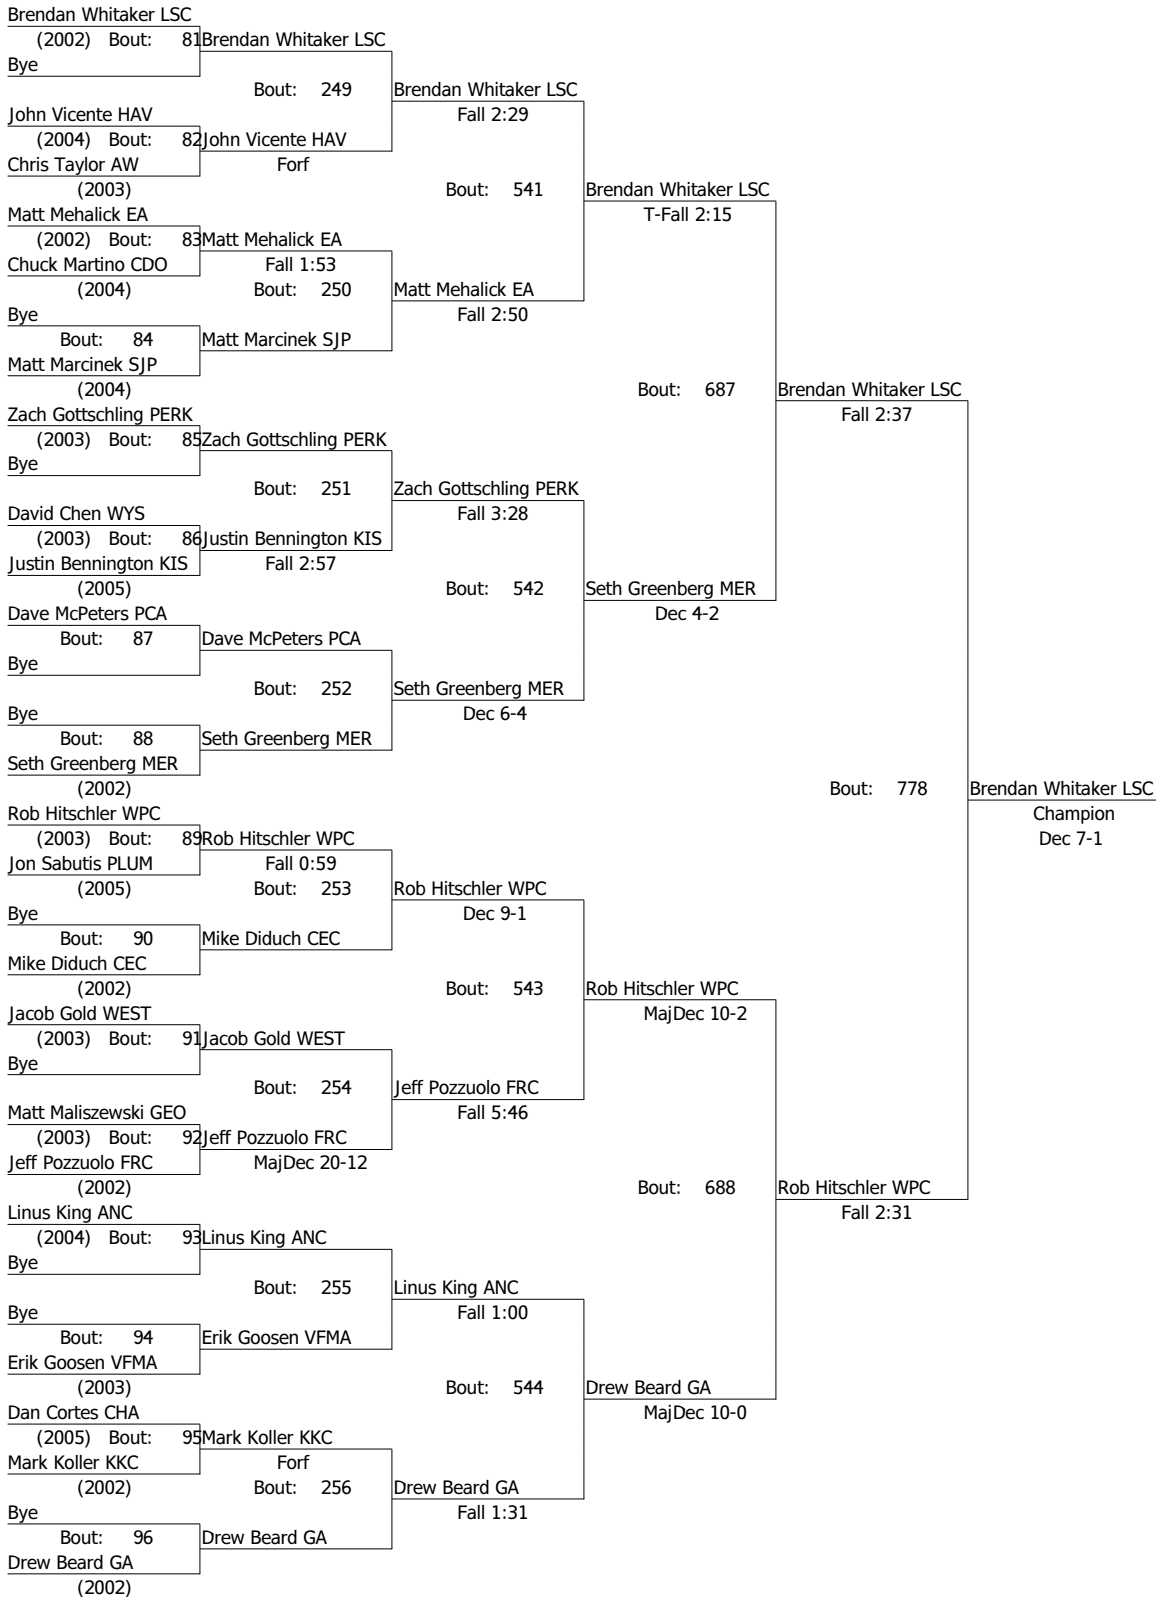 Brendan Whitaker LSC
(2002) Bout: 81 Brendan Whitaker LSC
Bye
Bout: 249 Brendan Whitaker LSC
John Vicente HAV Fall 2:29
(2004) Bout: 82 John Vicente HAV
Chris Taylor AW Forf
(2003) Bout: 541 Brendan Whitaker LSC
Matt Mehalick EA T-Fall 2:15
(2002) Bout: 83 Matt Mehalick EA
Chuck Martino CDO Fall 1:53
(2004) Bout: 250 Matt Mehalick EA
Bye Fall 2:50
Bout: 84 Matt Marcinek SJP
Matt Marcinek SJP
(2004) Bout: 687 Brendan Whitaker LSC
Zach Gottschling PERK Fall 2:37
(2003) Bout: 85 Zach Gottschling PERK
Bye
Bout: 251 Zach Gottschling PERK
David Chen WYS Fall 3:28
(2003) Bout: 86 Justin Bennington KIS
Justin Bennington KIS Fall 2:57
(2005) Bout: 542 Seth Greenberg MER
Dave McPeters PCA Dec 4-2
Bout: 87 Dave McPeters PCA
Bye
Bout: 252 Seth Greenberg MER
Bye Dec 6-4
Bout: 88 Seth Greenberg MER
Seth Greenberg MER
(2002) Bout: 778 Brendan Whitaker LSC
Rob Hitschler WPC Champion
(2003) Bout: 89 Rob Hitschler WPC Dec 7-1
Jon Sabutis PLUM Fall 0:59
(2005) Bout: 253 Rob Hitschler WPC
Bye Dec 9-1
Bout: 90 Mike Diduch CEC
Mike Diduch CEC
(2002) Bout: 543 Rob Hitschler WPC
Jacob Gold WEST MajDec 10-2
(2003) Bout: 91 Jacob Gold WEST
Bye
Bout: 254 Jeff Pozzuolo FRC
Matt Maliszewski GEO Fall 5:46
(2003) Bout: 92 Jeff Pozzuolo FRC
Jeff Pozzuolo FRC MajDec 20-12
(2002) Bout: 688 Rob Hitschler WPC
Linus King ANC Fall 2:31
(2004) Bout: 93 Linus King ANC
Bye
Bout: 255 Linus King ANC
Bye Fall 1:00
Bout: 94 Erik Goosen VFMA
Erik Goosen VFMA
(2003) Bout: 544 Drew Beard GA
Dan Cortes CHA MajDec 10-0
(2005) Bout: 95 Mark Koller KKC
Mark Koller KKC Forf
(2002) Bout: 256 Drew Beard GA
Bye Fall 1:31
Bout: 96 Drew Beard GA
Drew Beard GA
(2002)